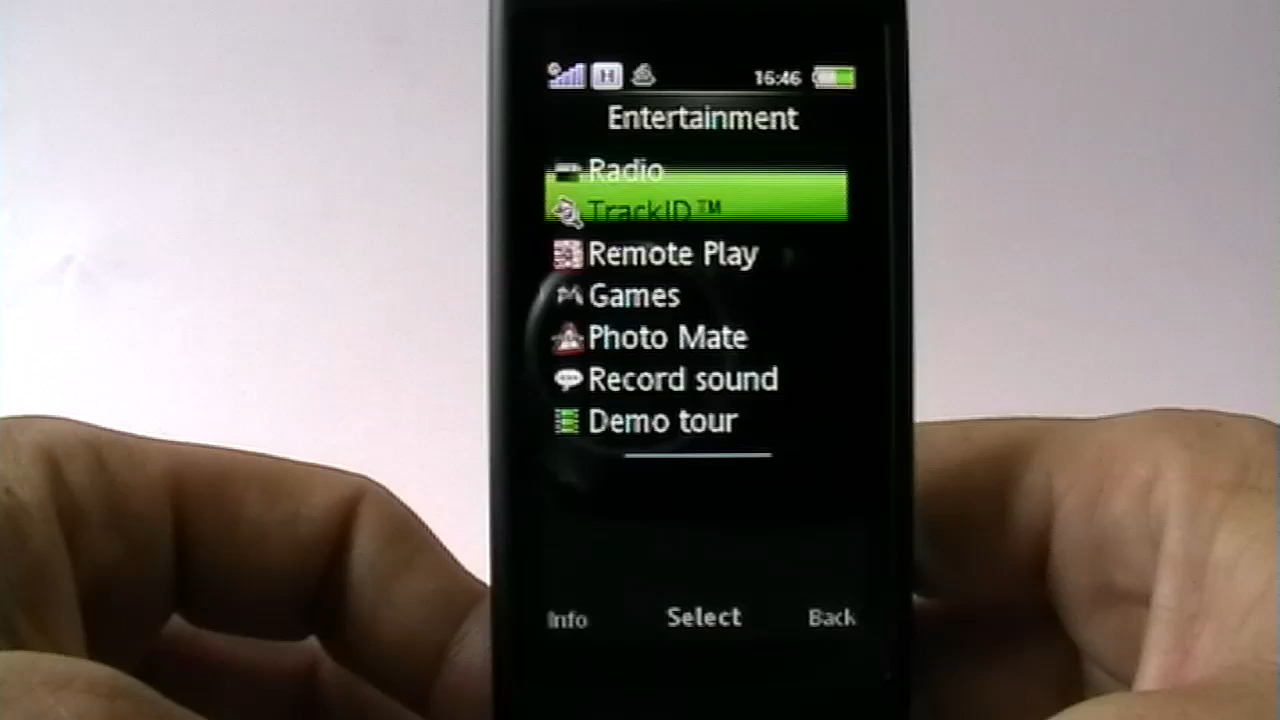 H 16:46
Entertainment
Radio
TrackID™
Remote Play
Games
Photo Mate
Record sound
Demo tour
Info Select Back